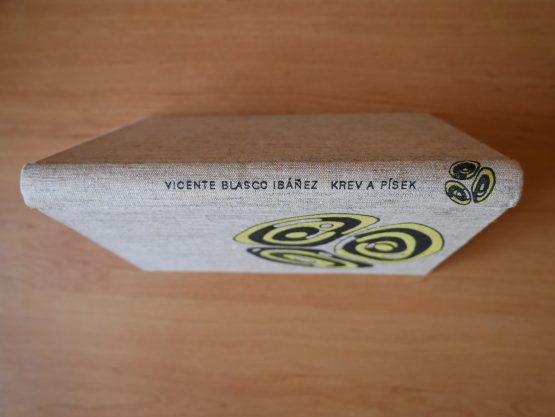 VICENTE BLASCO IBÁÑEZ KREV A PÍSEK